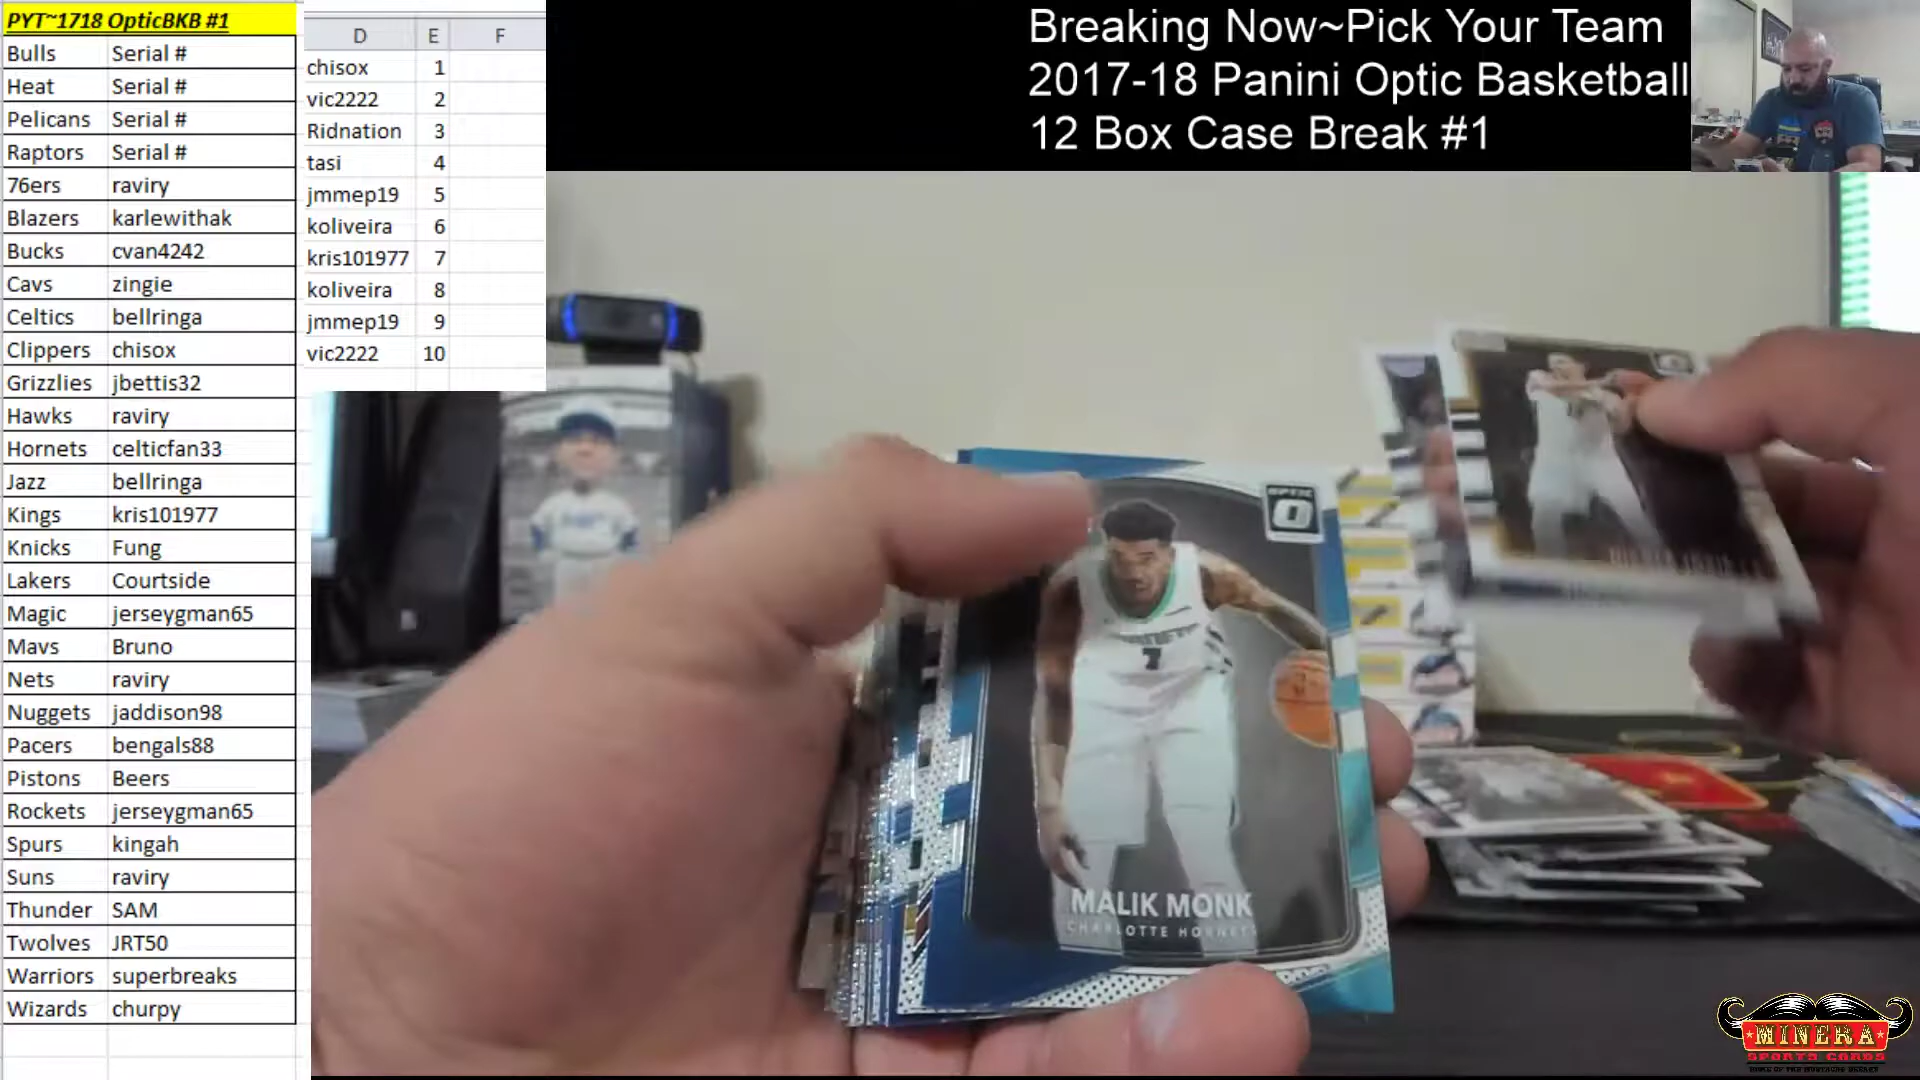 PYT~1718 OpticBKB #1
Bulls Serial #
Heat Serial #
Pelicans Serial #
Raptors Serial #
76ers raviry
Blazers karlewithak
Bucks cvan4242
Cavs zingie
Celtics bellringa
Clippers chisox
Grizzlies jbettis32
Hawks raviry
Hornets celticfan33
Jazz bellringa
Kings kris101977
Knicks Fung
Lakers Courtside
Magic jerseygman65
Mavs Bruno
Nets raviry
Nuggets jaddison98
Pacers bengals88
Pistons Beers
Rockets jerseygman65
Spurs kingah
Suns raviry
Thunder SAM
Twolves JRT50
Warriors superbreaks
Wizards churpy
D E F
chisox 1
vic2222 2
Ridnation 3
tasi 4
jmmep19 5
koliveira 6
kris101977 7
koliveira 8
jmmep19 9
vic2222 10
Breaking Now~Pick Your Team
2017-18 Panini Optic Basketball
12 Box Case Break #1
OPTIC
O
7
MALIK MONK
CHARLOTTE HORNETS
MINERA
SPORTS CARDS